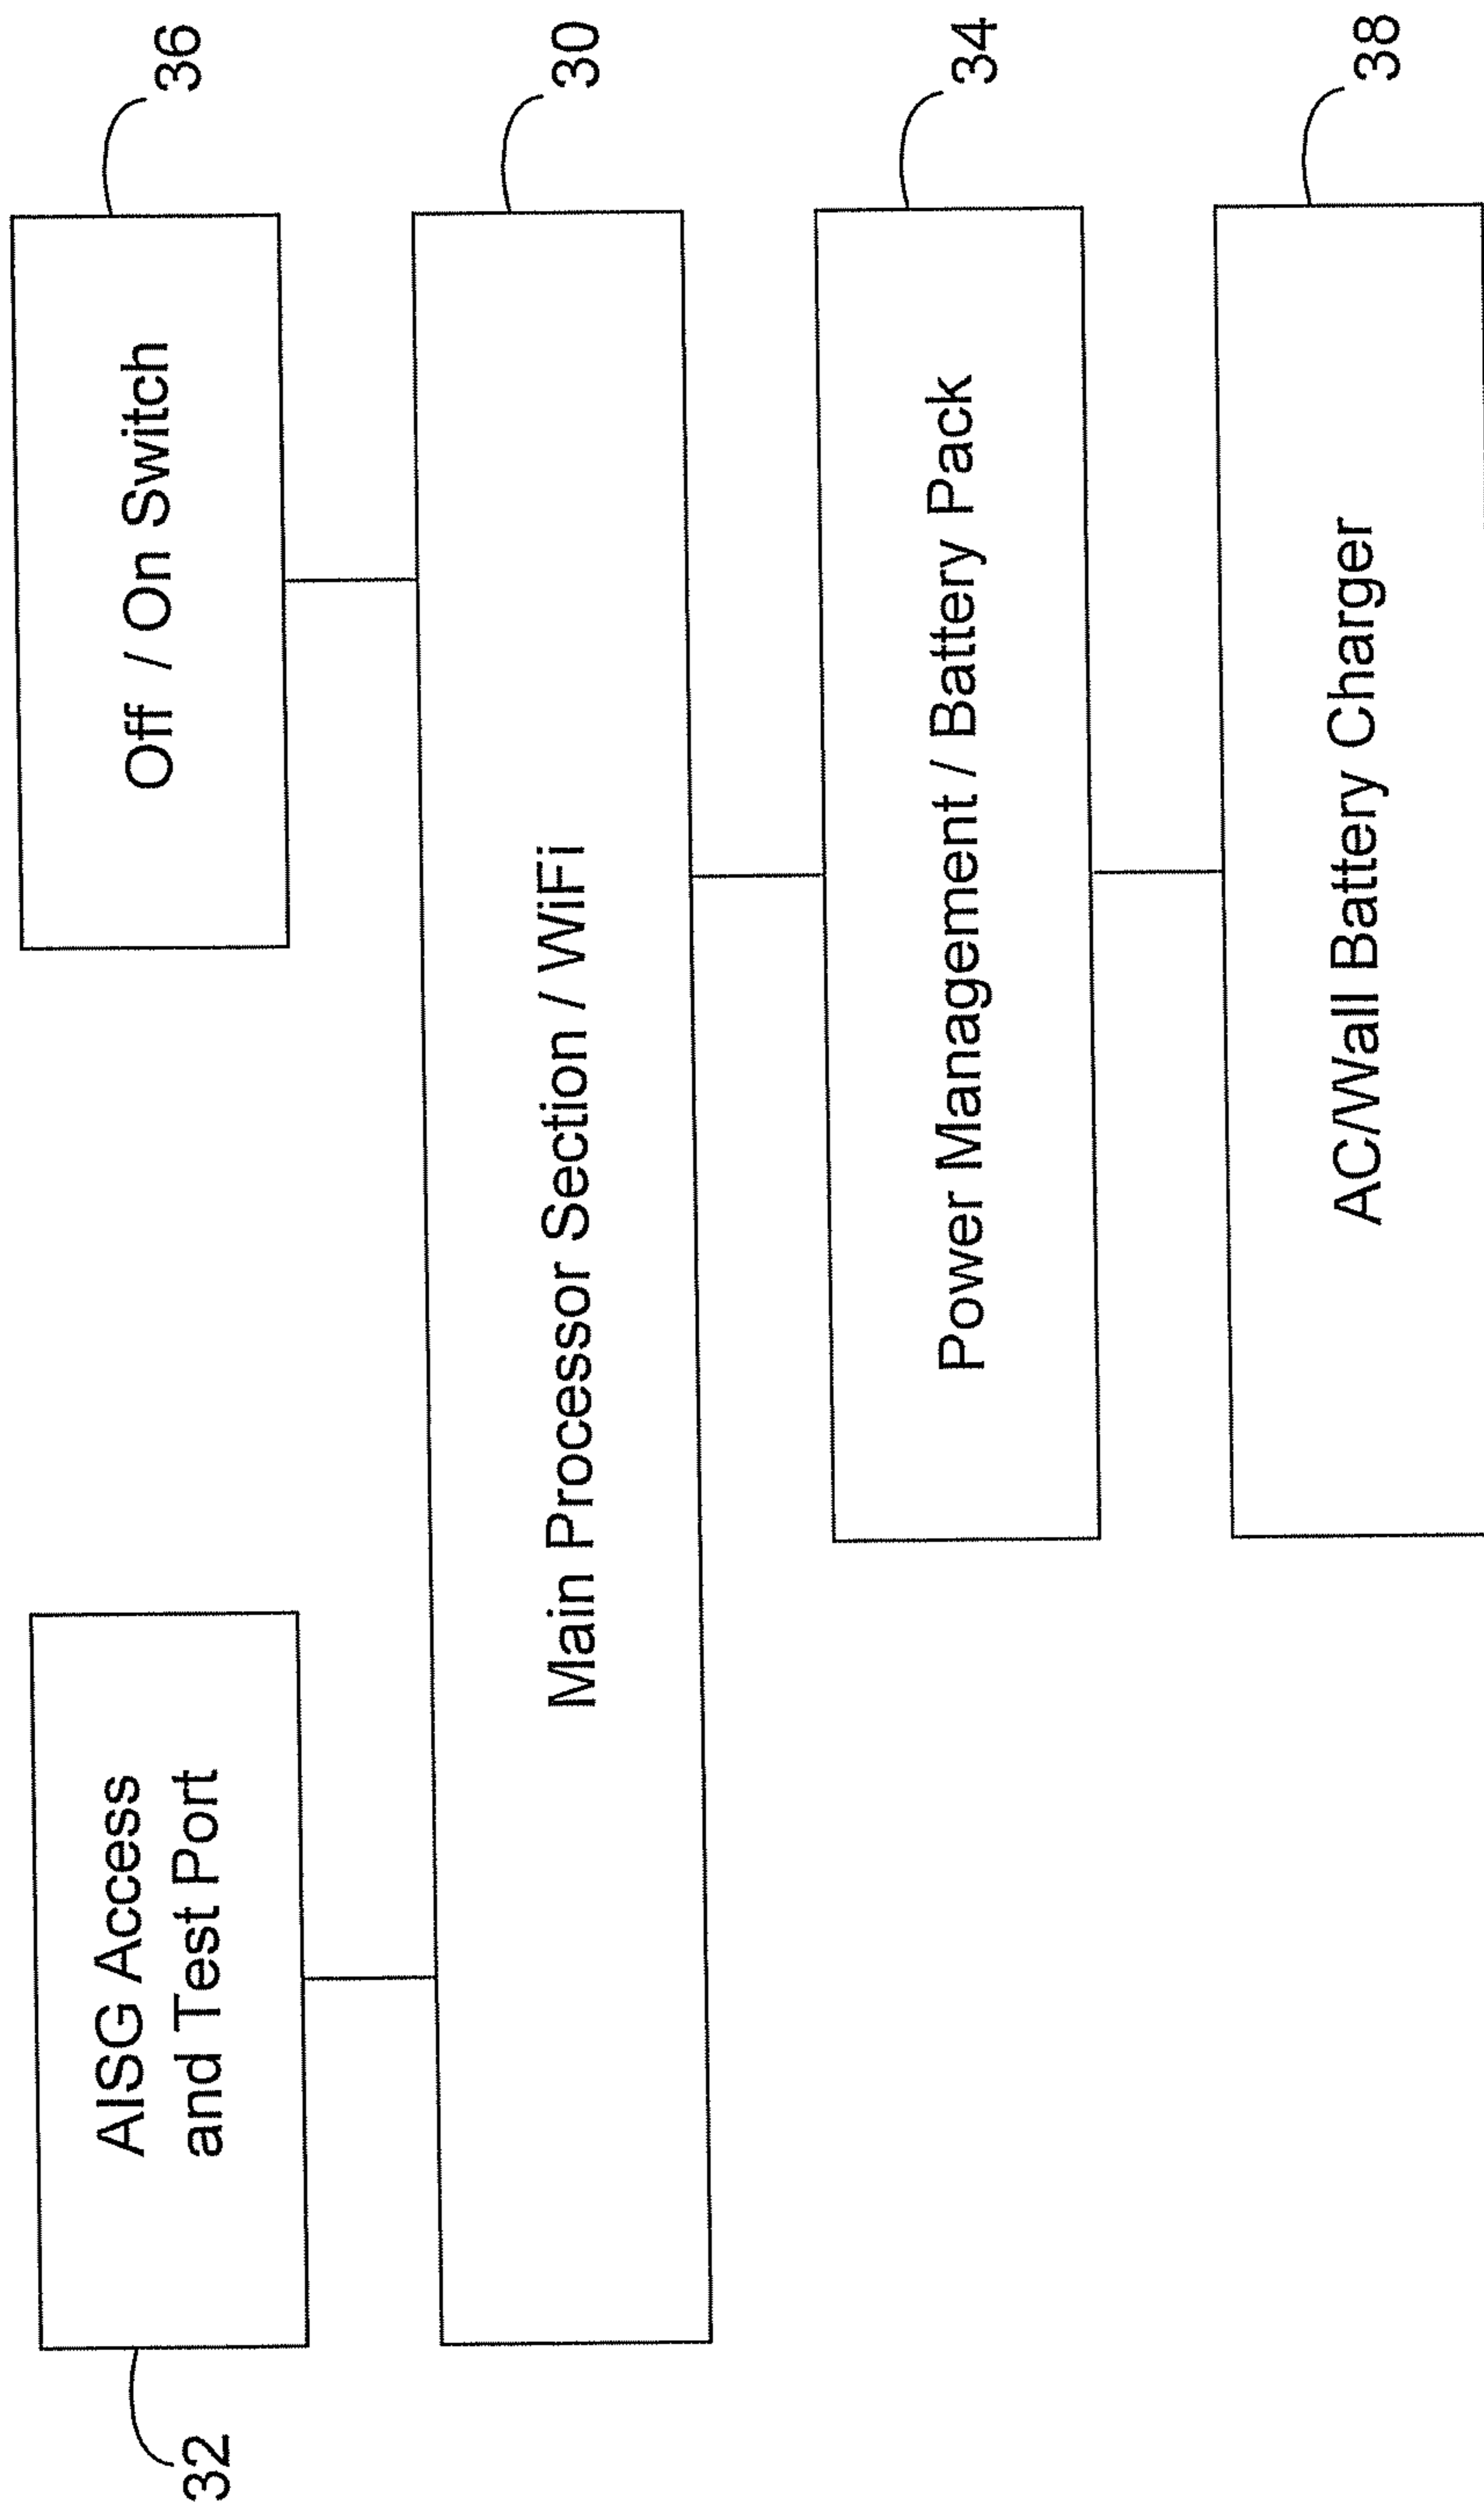 AISG Access
and Test Port
32
Off / On Switch
36
Main Processor Section / WiFi
30
Power Management / Battery Pack
34
AC/Wall Battery Charger
38